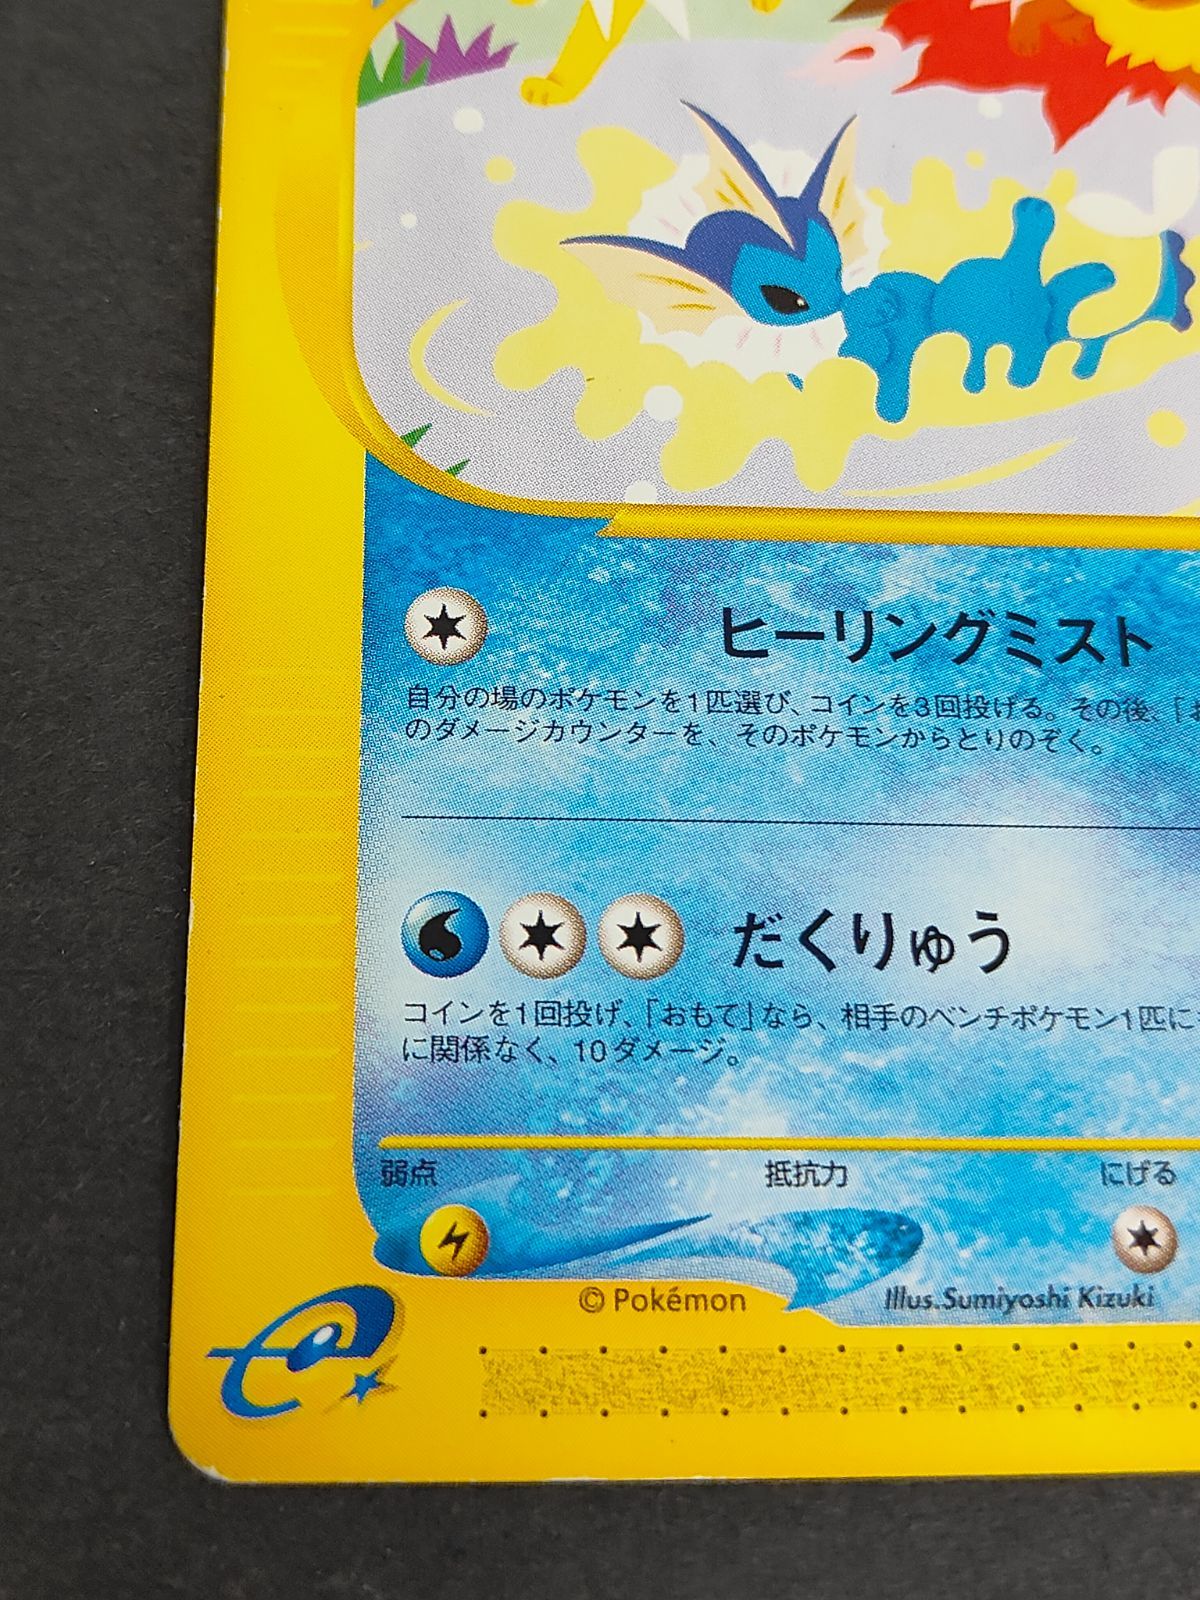 ヒーリングミスト
自分の場のポケモンを1匹選び、コインを3回投げる。その後、「お
のダメージカウンターを、そのポケモンからとりのぞく。
だくりゅう
コインを1回投げ、「おもて」なら、相手のベンチポケモン1匹に
に関係なく、10ダメージ。
弱点 抵抗力 にげる
© Pokémon Illus.Sumiyoshi Kizuki
e